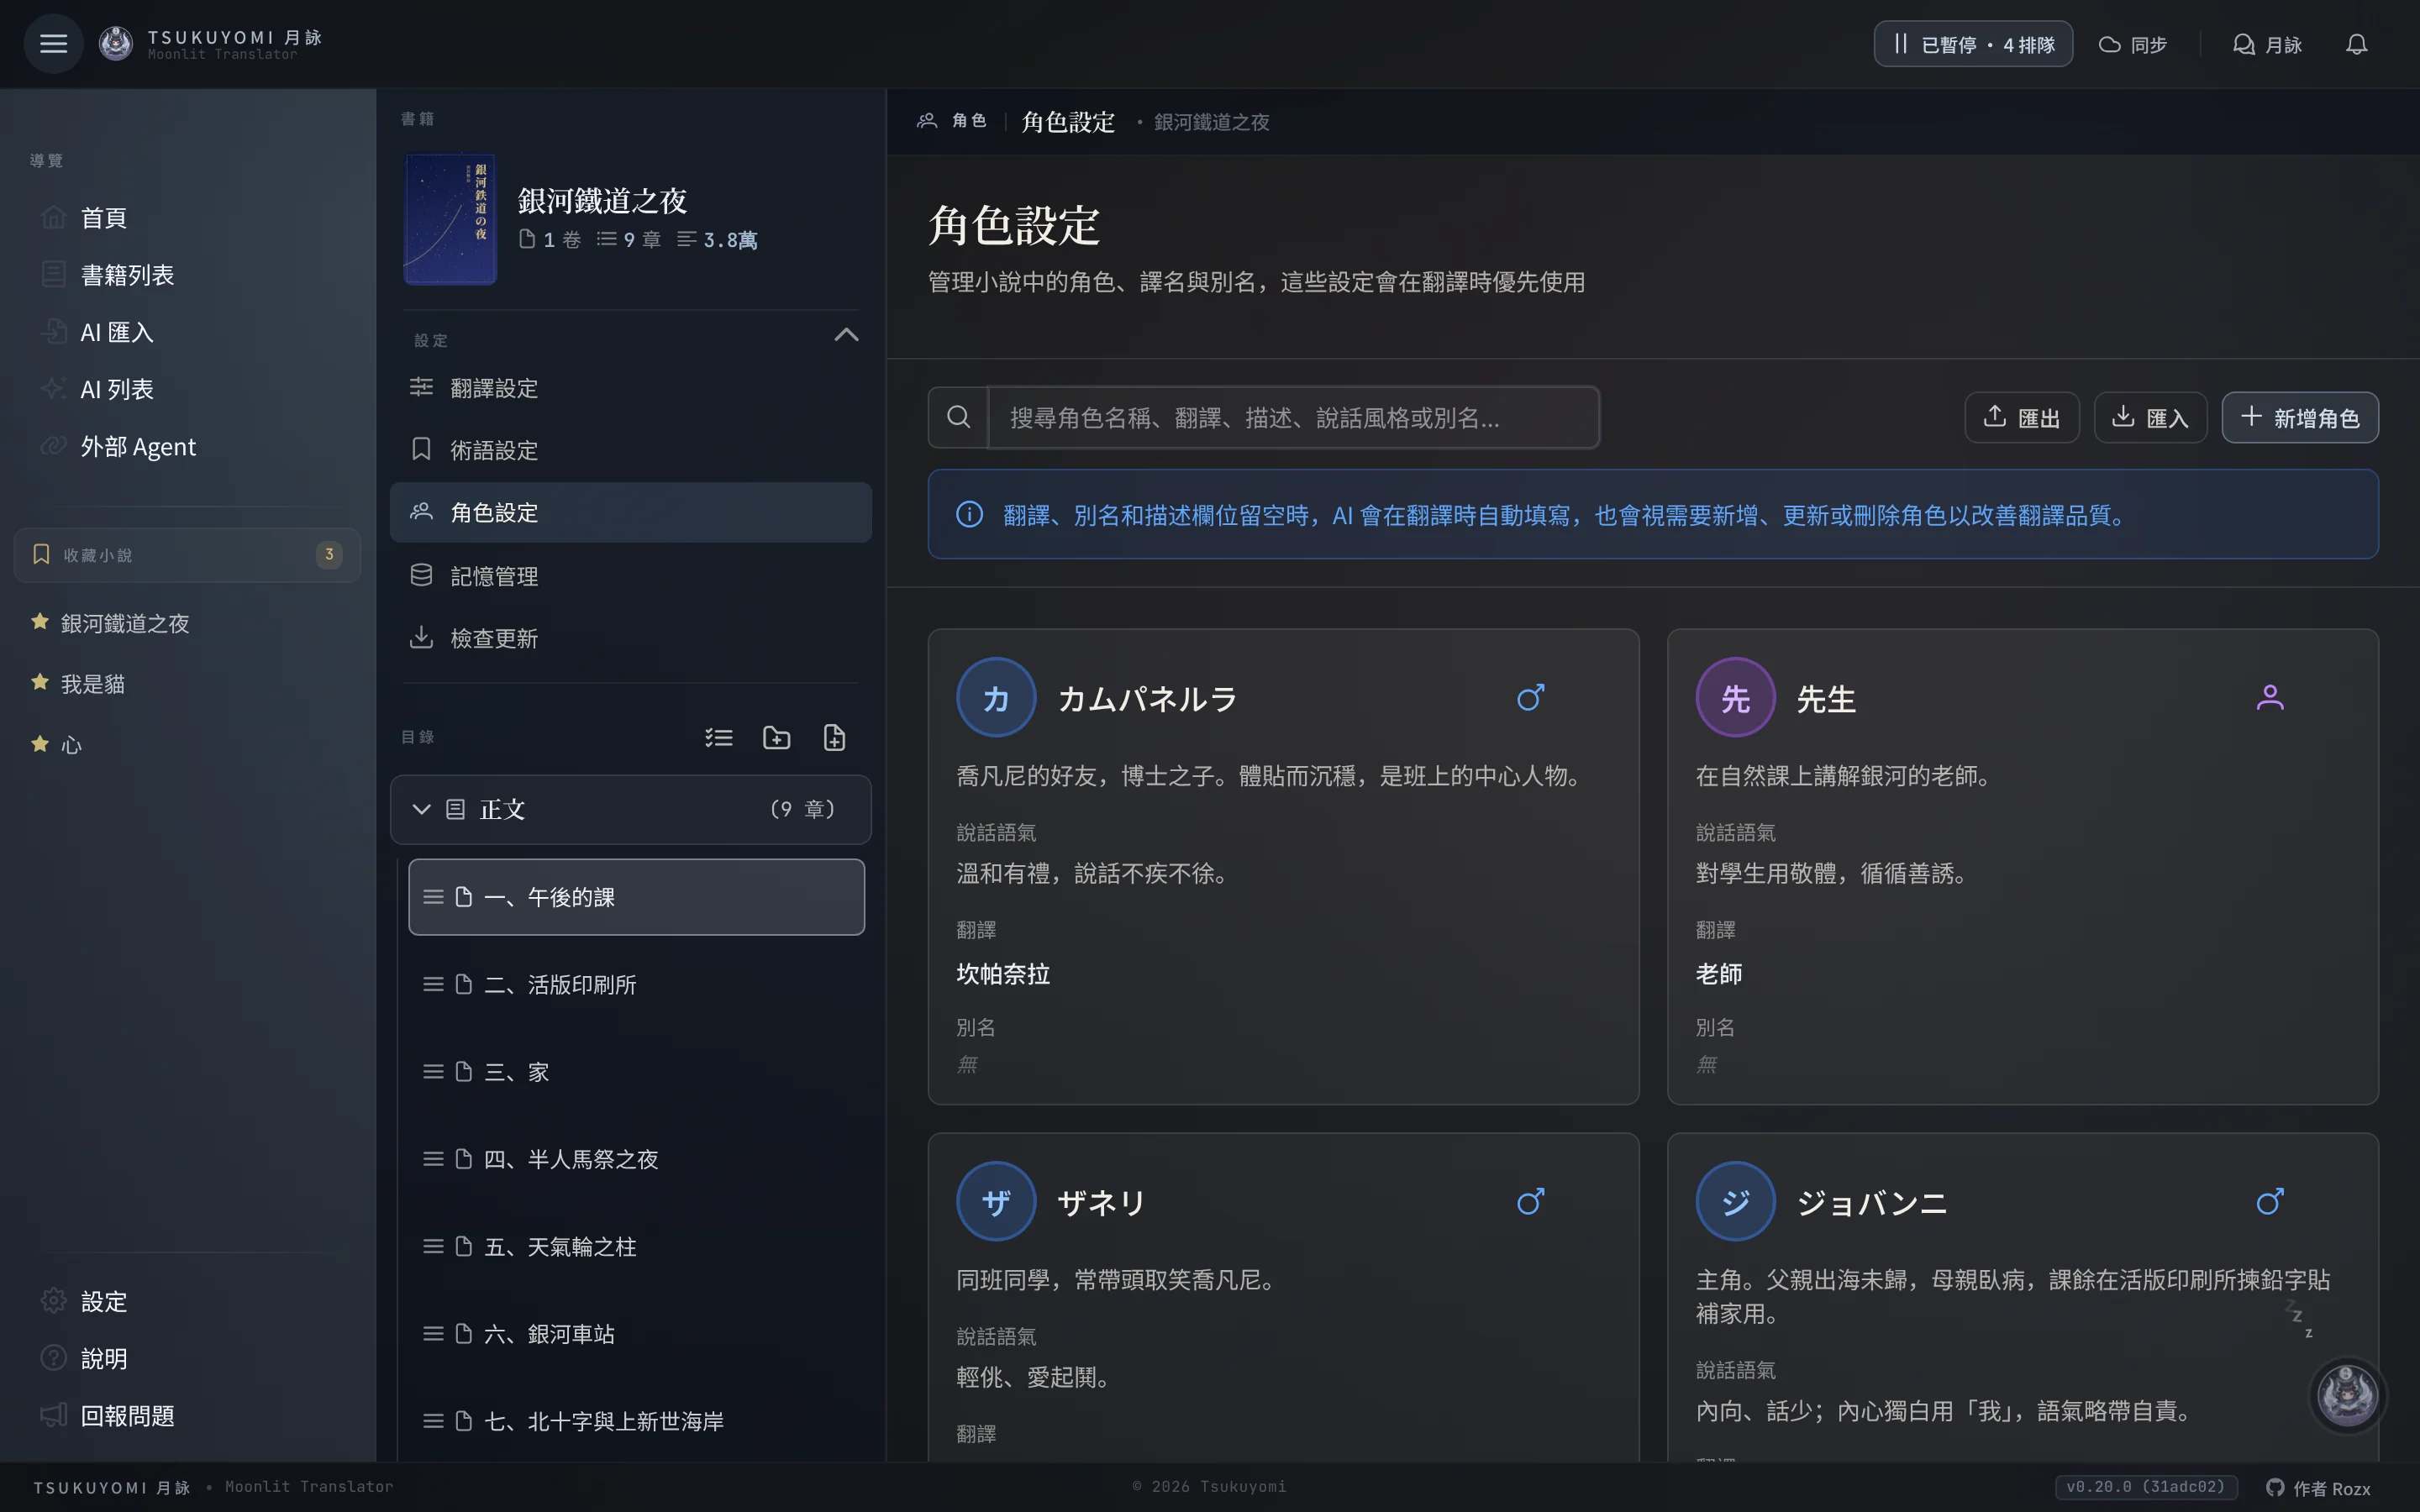 TSUKUYOMI 月詠
Moonlit Translator
已暫停 • 4 排隊
同步
月詠
導覽
首頁
書籍列表
AI 匯入
AI 列表
外部 Agent
收藏小說
3
銀河鐵道之夜
我是貓
心
設定
說明
回報問題
書籍
銀河鉄道の夜
銀河鐵道之夜
1 卷 9 章 3.8萬
設定
翻譯設定
術語設定
角色設定
記憶管理
檢查更新
目錄
正文
(9 章)
一、午後的課
二、活版印刷所
三、家
四、半人馬祭之夜
五、天氣輪之柱
六、銀河車站
七、北十字與上新世海岸
角色
角色設定
• 銀河鐵道之夜
角色設定
管理小說中的角色、譯名與別名，這些設定會在翻譯時優先使用
搜尋角色名稱、翻譯、描述、說話風格或別名...
匯出
匯入
新增角色
翻譯、別名和描述欄位留空時，AI 會在翻譯時自動填寫，也會視需要新增、更新或刪除角色以改善翻譯品質。
カ
カムパネルラ
喬凡尼的好友，博士之子。體貼而沉穩，是班上的中心人物。
說話語氣
溫和有禮，說話不疾不徐。
翻譯
坎帕奈拉
別名
無
先
先生
在自然課上講解銀河的老師。
說話語氣
對學生用敬體，循循善誘。
翻譯
老師
別名
無
ザ
ザネリ
同班同學，常帶頭取笑喬凡尼。
說話語氣
輕佻、愛起鬨。
翻譯
ジ
ジョバンニ
主角。父親出海未歸，母親臥病，課餘在活版印刷所揀鉛字貼
補家用。
說話語氣
內向、話少；內心獨白用「我」，語氣略帶自責。
z
z
z
TSUKUYOMI 月詠 • Moonlit Translator
© 2026 Tsukuyomi
v0.20.0 (31adc02)
作者 Rozx